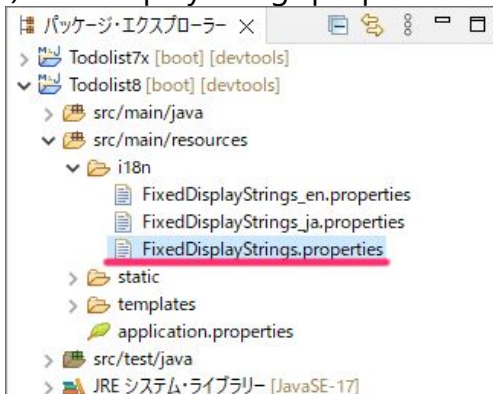 パッケージ・エクスプローラー
Todolist7x [boot] [devtools]
Todolist8 [boot] [devtools]
src/main/java
src/main/resources
i18n
FixedDisplayStrings_en.properties
FixedDisplayStrings_ja.properties
FixedDisplayStrings.properties
static
templates
application.properties
src/test/java
JRE システム・ライブラリー [JavaSE-17]